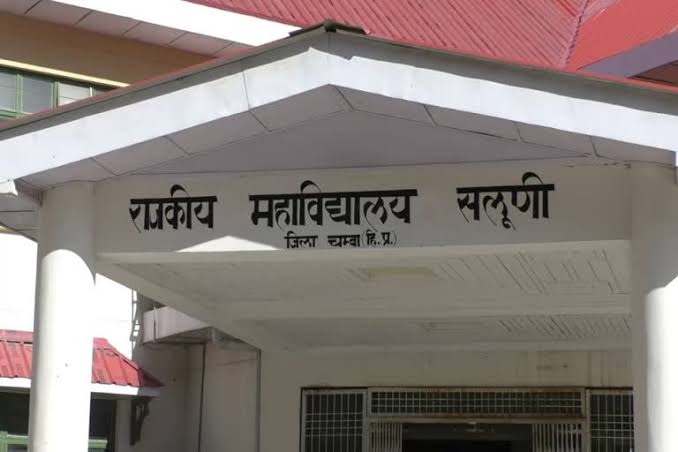 राजकीय महाविद्यालय सलूणी
जिला चम्बा (हि.प्र.)